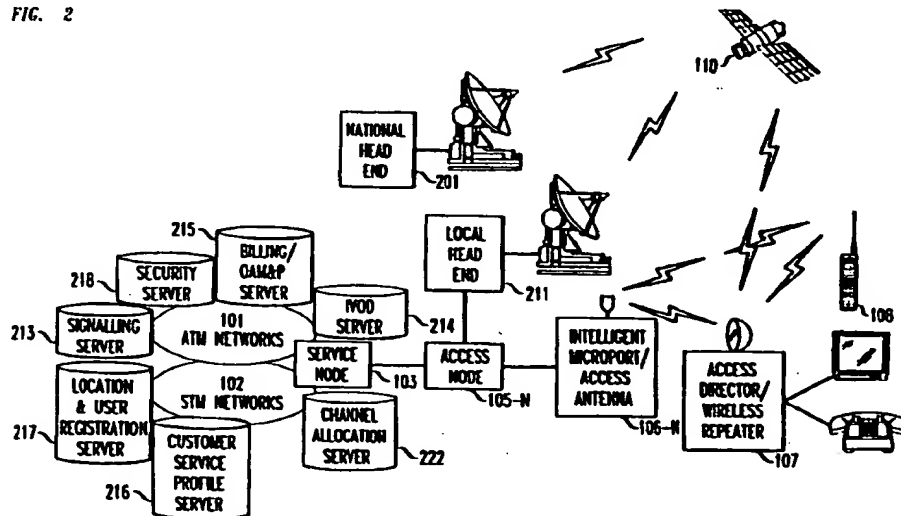 FIG. 2
110
NATIONAL
HEAD
END
201
215
BILLING/
OAM&P
SERVER
LOCAL
HEAD
END
211
218
SECURITY
SERVER
213
SIGNALLING
SERVER
101
ATM NETWORKS
IVOD
SERVER
214
108
SERVICE
NODE
103
ACCESS
MODE
105-N
INTELLIGENT
MICROPORT/
ACCESS
ANTENNA
106-N
ACCESS
DIRECTOR/
WIRELESS
REPEATER
107
LOCATION
& USER
REGISTRATION
SERVER
217
102
STM NETWORKS
CUSTOMER
SERVICE
PROFILE
SERVER
216
CHANNEL
ALLOCATION
SERVER
222